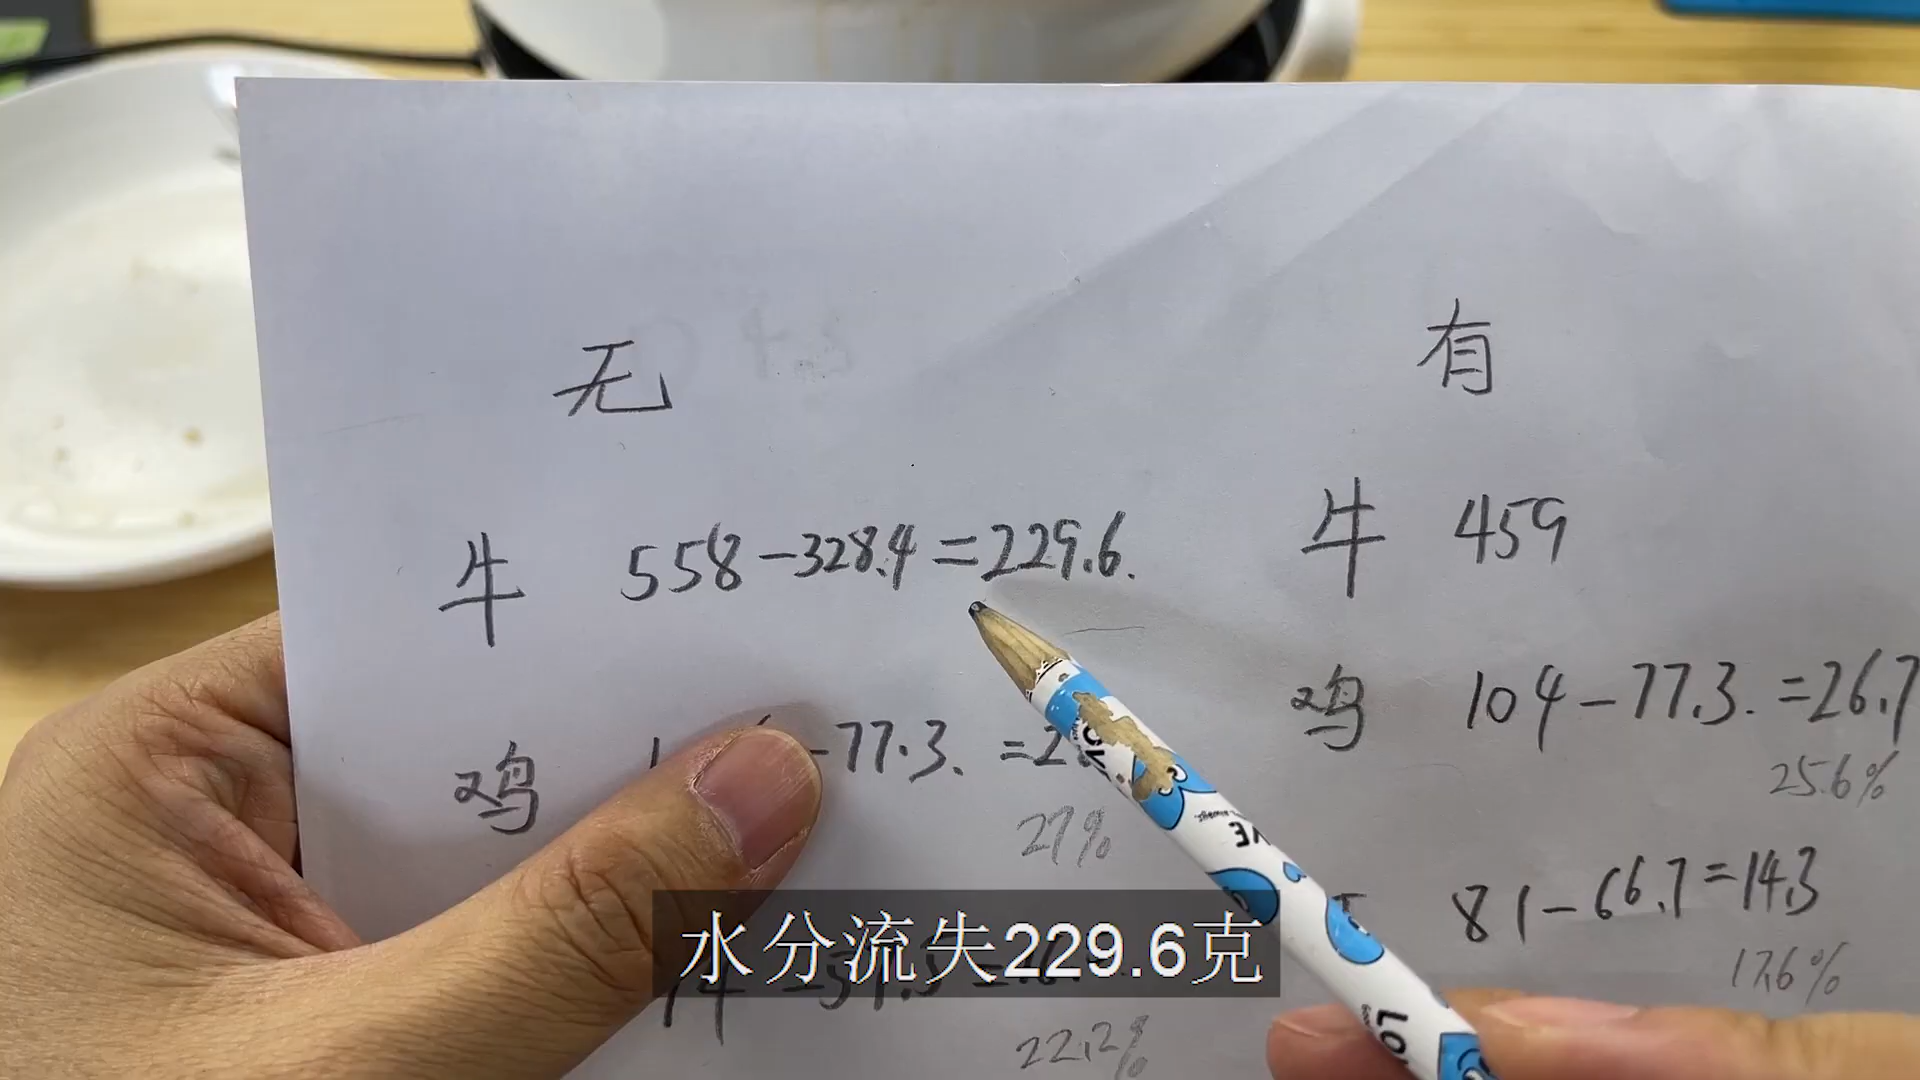 无 有
牛 558-328.4=229.6.
牛 459
鸡 -77.3. =2
27%
鸡 104-77.3.=26.7
25.6%
81-66.7=14.3
17.6%
22.2%
水分流失229.6克